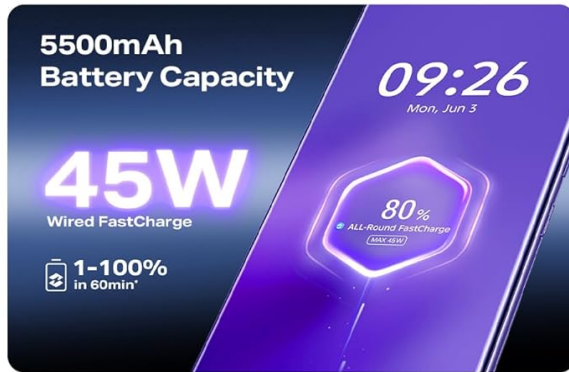 5500mAh
Battery Capacity
45W
Wired FastCharge
1-100%
in 60min*
09:26
Mon, Jun 3
80%
ALL-Round FastCharge
MAX 45W